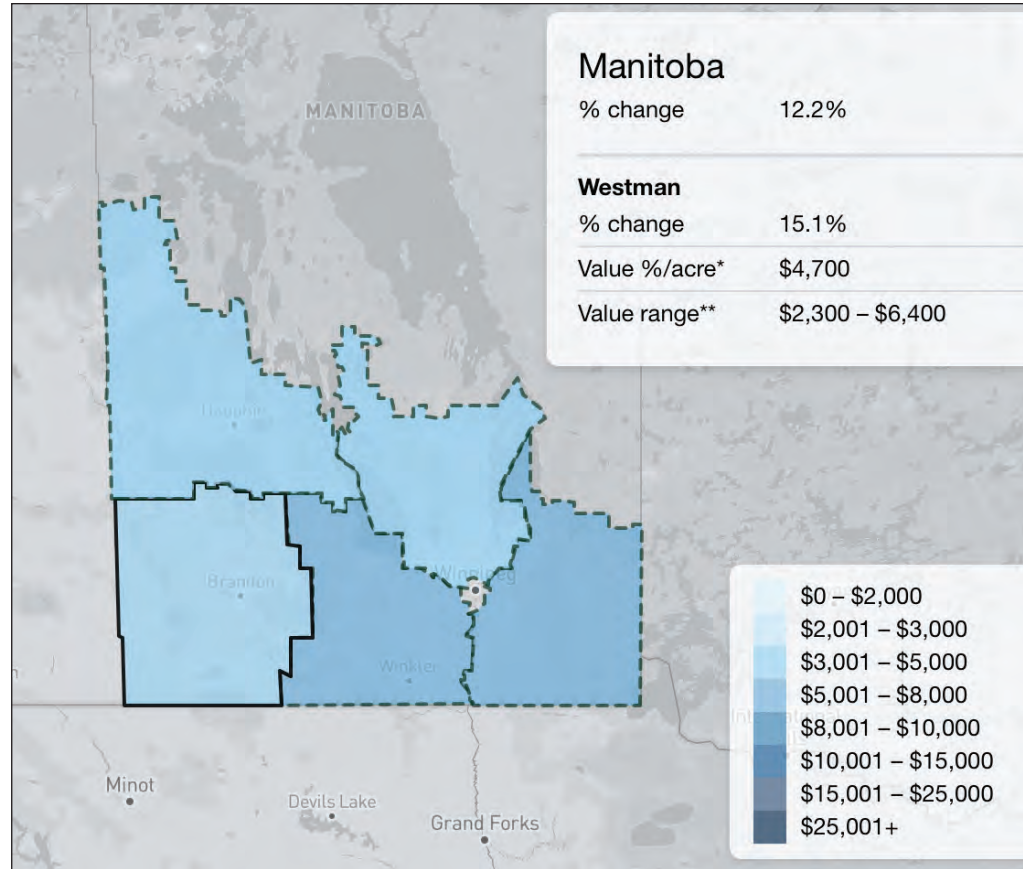 MANITOBA
Manitoba
% change 12.2%
Westman
% change 15.1%
Value %/acre* $4,700
Value range** $2,300 – $6,400
Dauphin
Brandon
Winnipeg
Winkler
$0 – $2,000
$2,001 – $3,000
$3,001 – $5,000
$5,001 – $8,000
$8,001 – $10,000
$10,001 – $15,000
$15,001 – $25,000
$25,001+
Minot
Devils Lake
Grand Forks